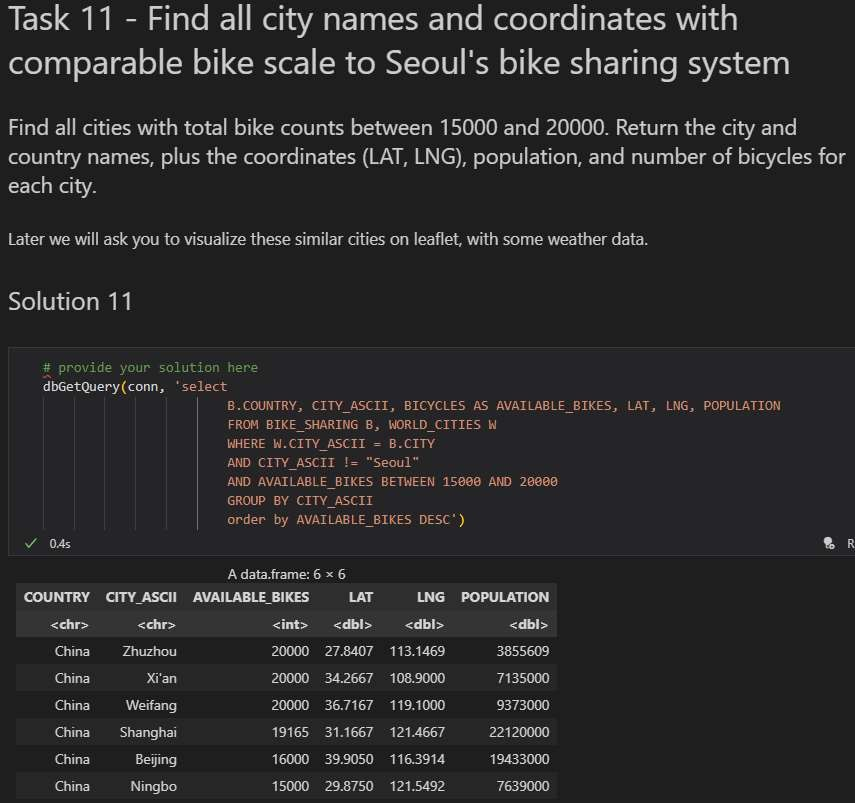 Task 11 - Find all city names and coordinates with
comparable bike scale to Seoul's bike sharing system
Find all cities with total bike counts between 15000 and 20000. Return the city and
country names, plus the coordinates (LAT, LNG), population, and number of bicycles for
each city.
Later we will ask you to visualize these similar cities on leaflet, with some weather data.
Solution 11
# provide your solution here
dbGetQuery(conn, 'select
B.COUNTRY, CITY_ASCII, BICYCLES AS AVAILABLE_BIKES, LAT, LNG, POPULATION
FROM BIKE_SHARING B, WORLD_CITIES W
WHERE W.CITY_ASCII = B.CITY
AND CITY_ASCII != "Seoul"
AND AVAILABLE_BIKES BETWEEN 15000 AND 20000
GROUP BY CITY_ASCII
order by AVAILABLE_BIKES DESC')
0.4s R
A data.frame: 6 × 6
COUNTRY CITY_ASCII AVAILABLE_BIKES LAT LNG POPULATION
<chr> <chr> <int> <dbl> <dbl> <dbl>
China Zhuzhou 20000 27.8407 113.1469 3855609
China Xi'an 20000 34.2667 108.9000 7135000
China Weifang 20000 36.7167 119.1000 9373000
China Shanghai 19165 31.1667 121.4667 22120000
China Beijing 16000 39.9050 116.3914 19433000
China Ningbo 15000 29.8750 121.5492 7639000